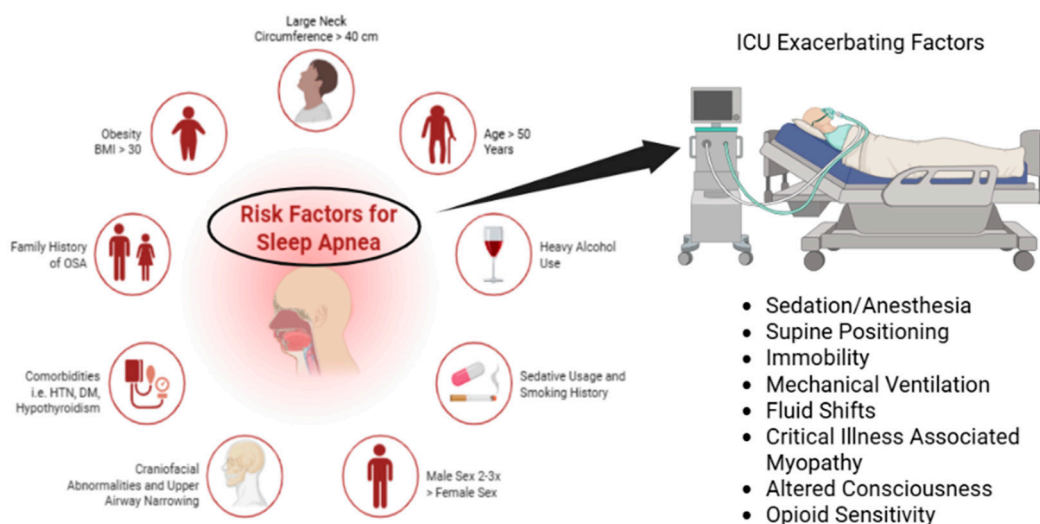 Large Neck
Circumference > 40 cm
ICU Exacerbating Factors
Obesity
BMI > 30
Age > 50
Years
Risk Factors for
Sleep Apnea
Family History
of OSA
Heavy Alcohol
Use
Comorbidities
i.e. HTN, DM,
Hypothyroidism
Sedative Usage and
Smoking History
Craniofacial
Abnormalities and Upper
Airway Narrowing
Male Sex 2-3x
> Female Sex
• Sedation/Anesthesia
• Supine Positioning
• Immobility
• Mechanical Ventilation
• Fluid Shifts
• Critical Illness Associated
Myopathy
• Altered Consciousness
• Opioid Sensitivity